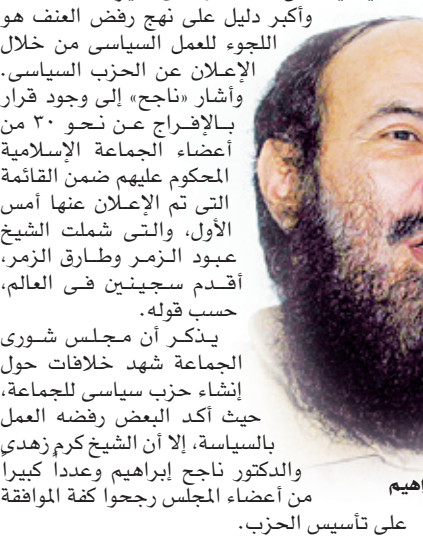 وأكبر دليل على نهج رفض العنف هو
اللجوء للعمل السياسى من خلال
الإعلان عن الحزب السياسى.
وأشار «ناجح» إلى وجود قرار
بالإفراج عن نحو ٣٠ من
أعضاء الجماعة الإسلامية
المحكوم عليهم ضمن القائمة
التى تم الإعلان عنها أمس
الأول، والتى شملت الشيخ
عبود الزمر وطارق الزمر،
أقدم سجينين فى العالم،
حسب قوله.
يذكر أن مجلس شورى
الجماعة شهد خلافات حول
إنشاء حزب سياسى للجماعة،
حيث أكد البعض رفضه العمل
بالسياسة، إلا أن الشيخ كرم زهدى
والدكتور ناجح إبراهيم وعدداً كبيراً
من أعضاء المجلس رجحوا كفة الموافقة
على تأسيس الحزب.